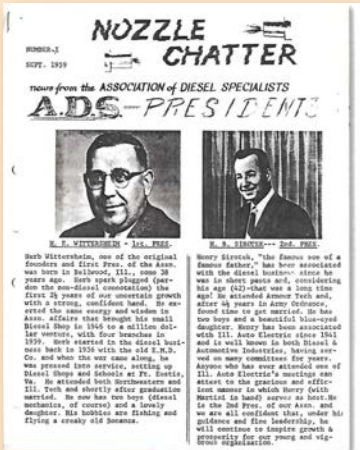 NOZZLE
CHATTER
NUMBER-I
SEPT. 1959
news from the ASSOCIATION of DIESEL SPECIALISTS
A.D.S.-PRESIDENTS
H. E. WITTERSHEIM - 1st. PRES.
Herb Wittersheim, one of the original
founders and first Pres. of the Assn.
was born in Bellwood, Ill., some 38
years ago. Herb spark plugged (par-
don the non-diesel connotation) the
first 2½ years of our uncertain growth
with a strong, confident hand. He ex-
erted the same energy and wisdom in
Assn. affairs that brought his small
Diesel Shop in 1946 to a million dol-
lar venture, with four branches in
1959. Herb started in the diesel busi-
ness back in 1936 with the old E.M.D.
Co. and when the war came along, he
was pressed into service, setting up
Diesel Shops and Schools at Ft. Eustis,
Va. He attended both Northwestern and
Ill. Tech and shortly after graduation
married. He now has two boys (diesel
mechanics, of course) and a lovely
daughter. His hobbies are fishing and
flying a creaky old Bonanza.
H. R. SIROTEK--- 2nd. PRES.
Henry Sirotek, "the famous son of a
famous father," has been associated
with the diesel business since he
was in short pants and, considering
his age (42)-that was a long time
ago! He attended Armour Tech and,
after 4½ years in Army Ordnance,
found time to get married. He has
two boys and a beautiful blue-eyed
daughter. Henry has been associated
with Ill. Auto Electric since 1941
and is well known in both Diesel &
Automotive Industries, having ser-
ved on many committees for years.
Anyone who has ever attended one of
Ill. Auto Electric's meetings can
attest to the gracious and effic-
ient manner in which Henry (with
Martini in hand) serves as host. He
is the 2nd Pres. of our Assn. and
we are all confident that, under his
guidance and fine leadership, he
will continue to inspire growth &
prosperity for our young and vig-
orous organization.